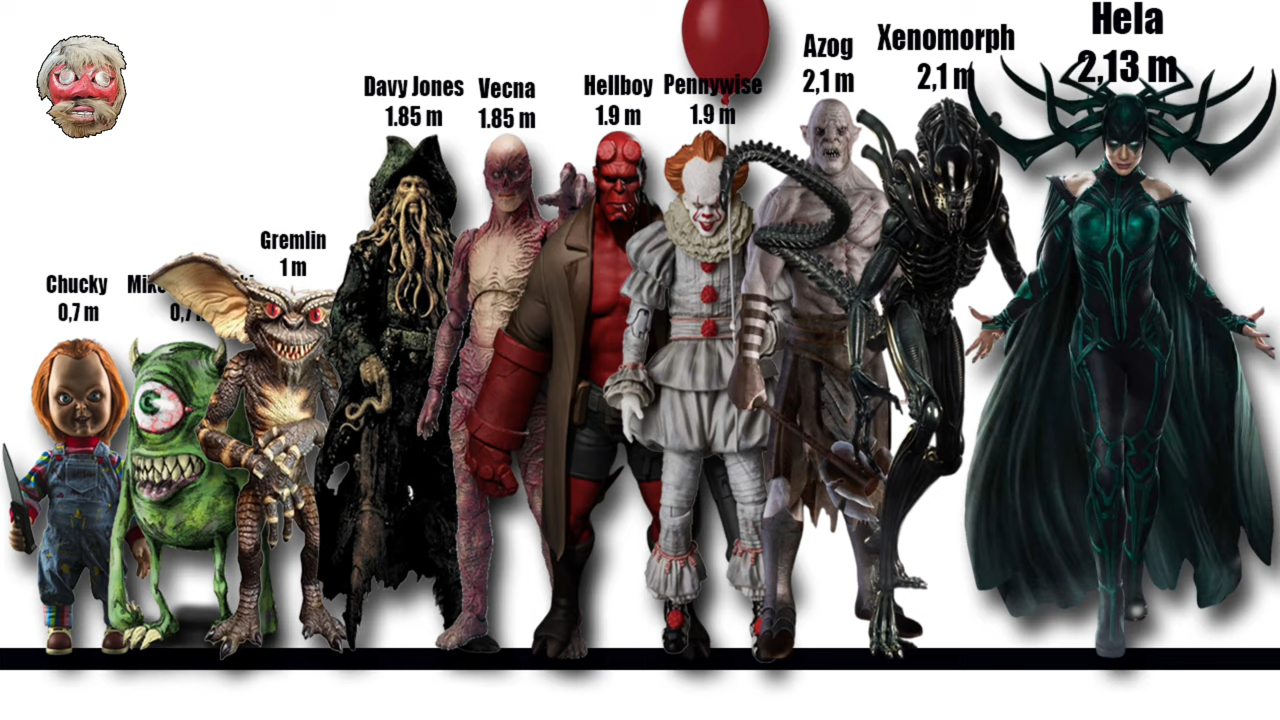 Hela
2,13 m
Xenomorph
2,1 m
Azog
2,1 m
Davy Jones
1.85 m
Vecna
1.85 m
Hellboy
1.9 m
Pennywise
1.9 m
Gremlin
1 m
Chucky
0,7 m